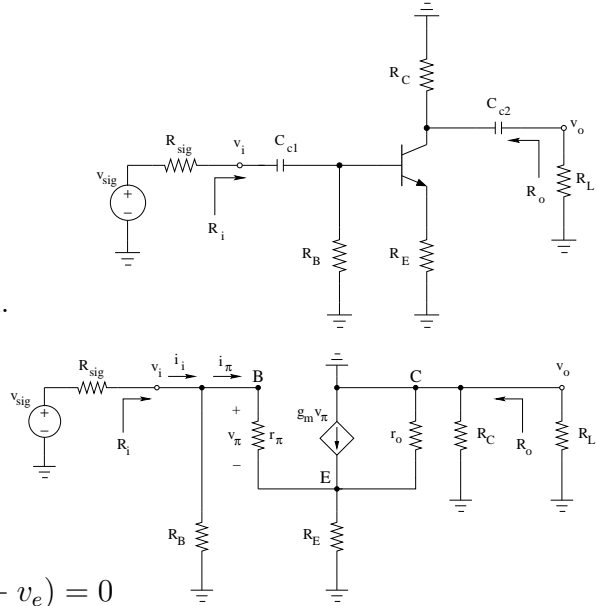 R_C
C_c2
v_o
R_sig
v_i
C_c1
v_sig
+
−
R_L
R_o
R_i
R_B
R_E
.
R_sig
v_i
i_i
i_π
B
C
v_o
v_sig
+
−
+
v_π
−
r_π
g_m v_π
r_o
R_C
R_o
R_L
R_i
E
R_B
R_E
− v_e) = 0